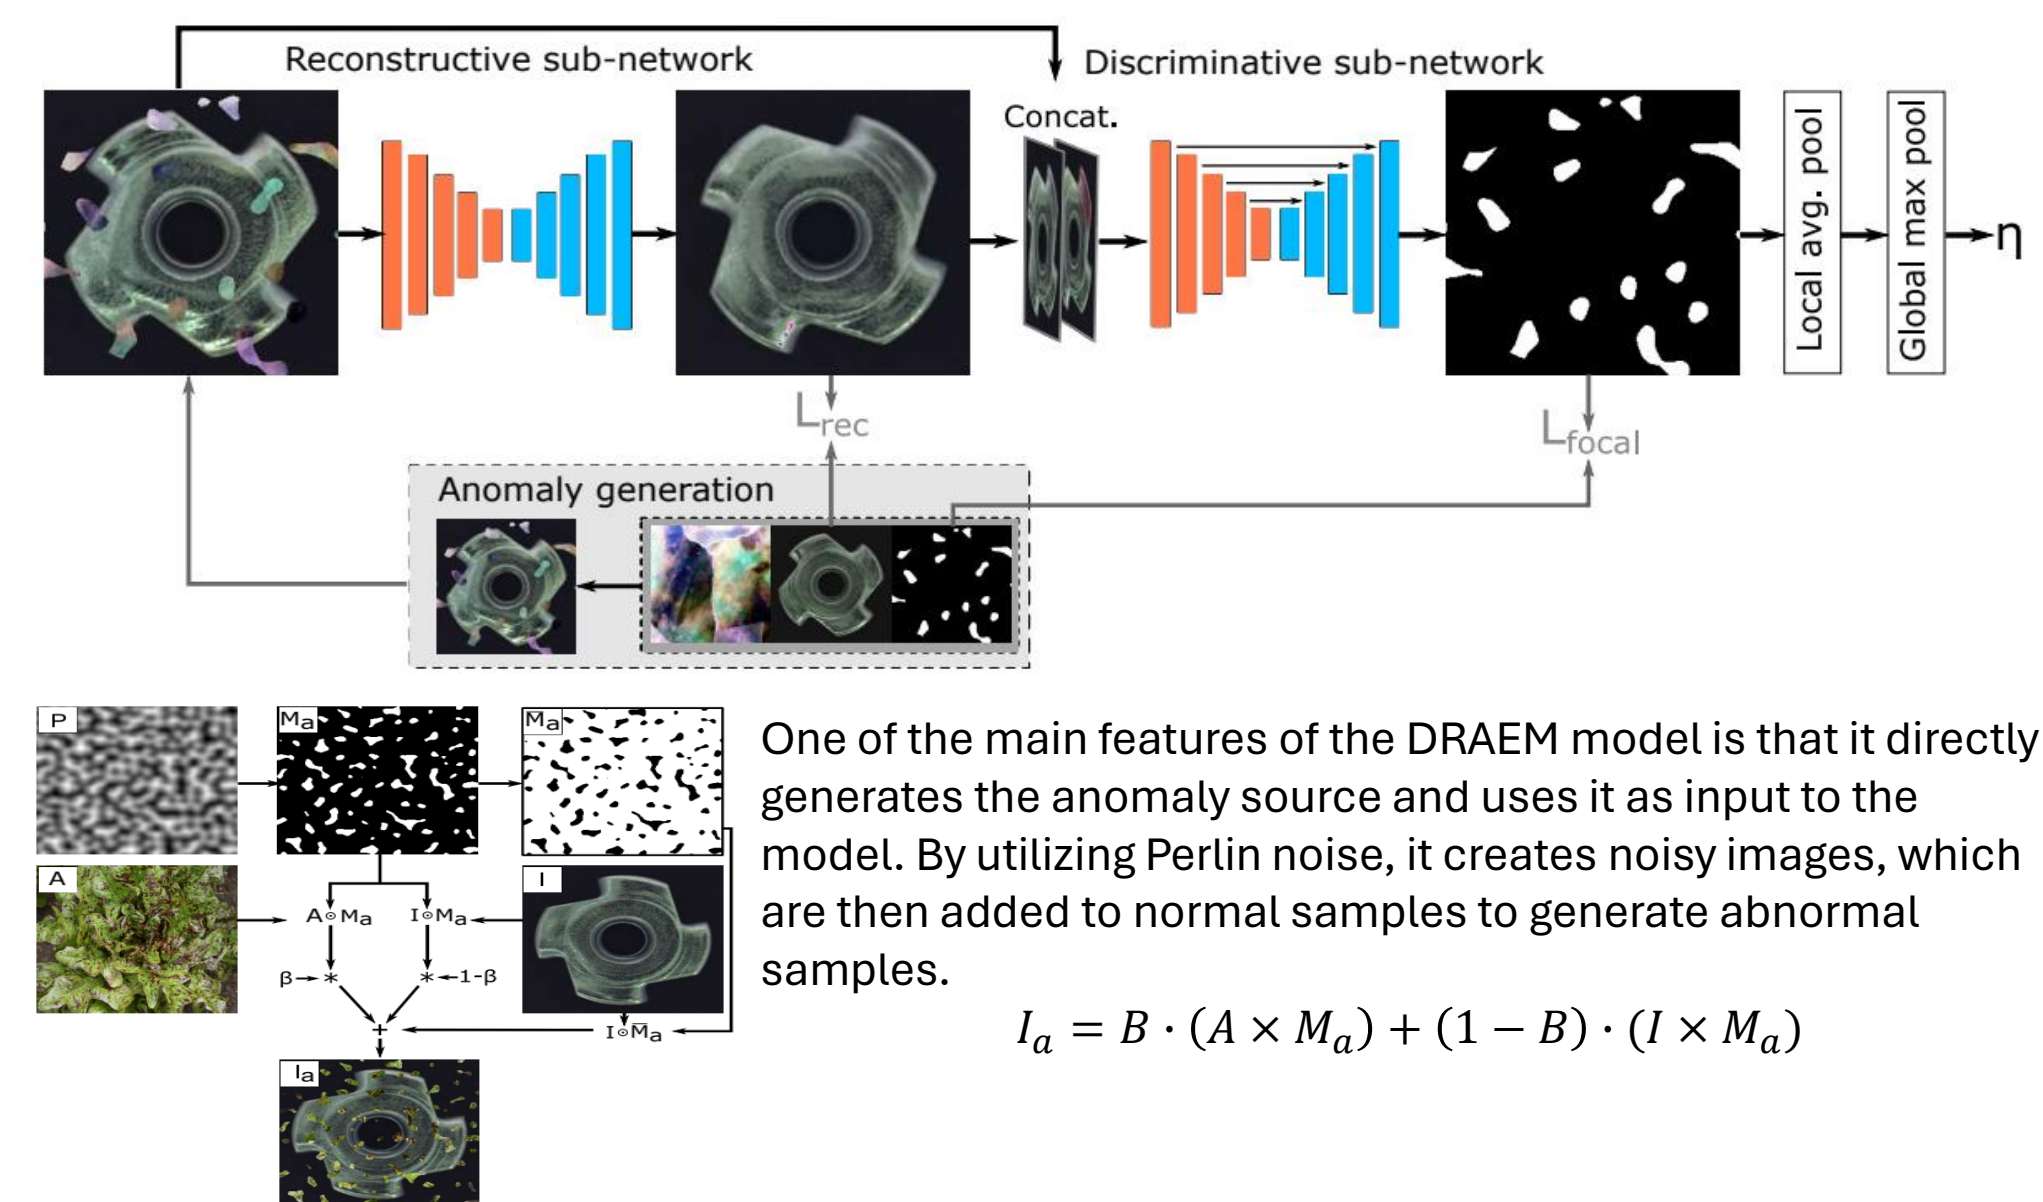 Reconstructive sub-network
Discriminative sub-network
Concat.
Local avg. pool
Global max pool
η
L_rec
L_focal
Anomaly generation
P
M_a
M̅_a
A
A⊙M_a
I⊙M_a
I
β
*
*
1-β
+
I⊙M̅_a
I_a
One of the main features of the DRAEM model is that it directly
generates the anomaly source and uses it as input to the
model. By utilizing Perlin noise, it creates noisy images, which
are then added to normal samples to generate abnormal
samples.
I_a = B · (A × M_a) + (1 − B) · (I × M_a)